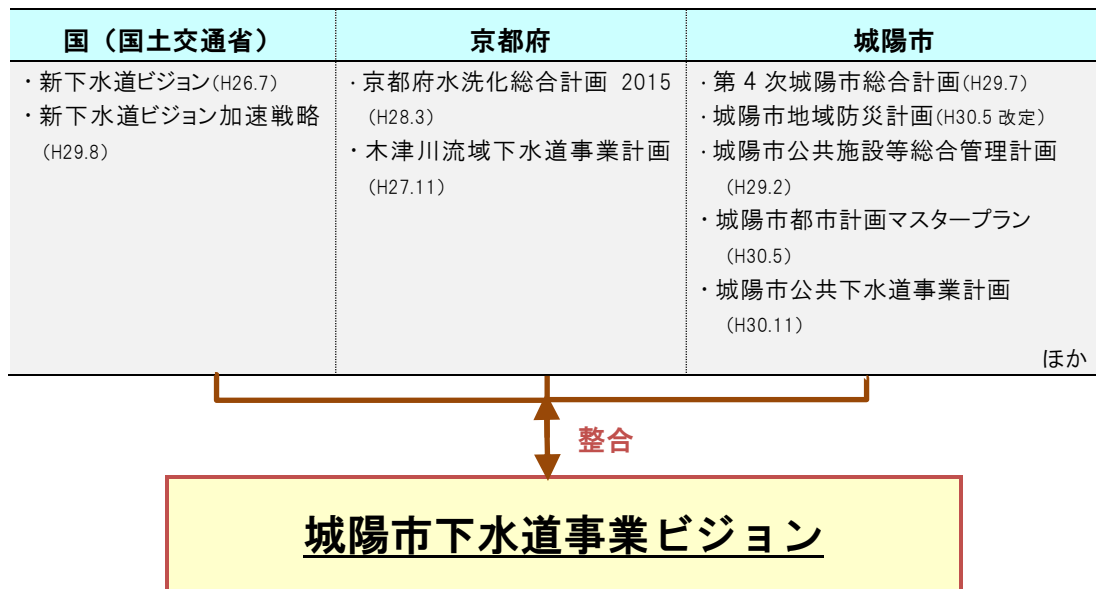 国（国土交通省）
・新下水道ビジョン(H26.7)
・新下水道ビジョン加速戦略
（H29.8）
京都府
・京都府水洗化総合計画 2015
（H28.3）
・木津川流域下水道事業計画
（H27.11）
城陽市
・第 4 次城陽市総合計画(H29.7)
・城陽市地域防災計画(H30.5 改定)
・城陽市公共施設等総合管理計画
（H29.2）
・城陽市都市計画マスタープラン
（H30.5）
・城陽市公共下水道事業計画
（H30.11）
ほか
整合
城陽市下水道事業ビジョン